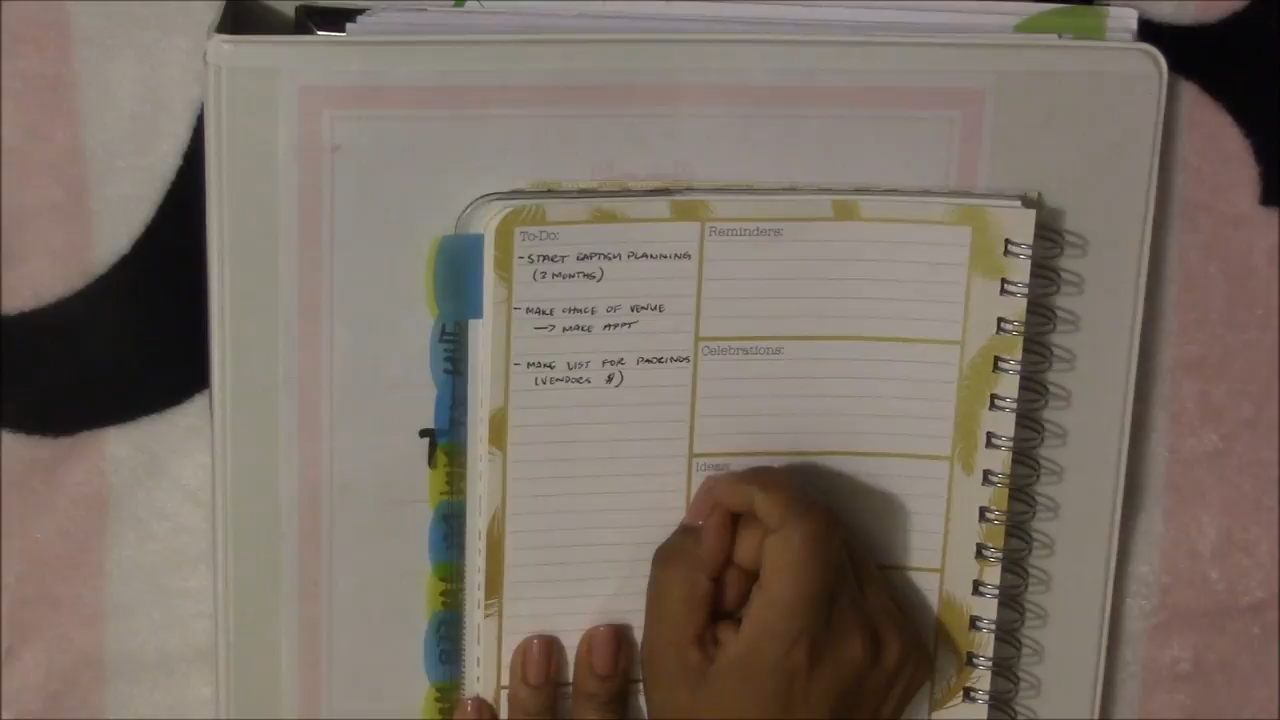 To-Do:
- START BAPTISM PLANNING
(3 MONTHS)
- MAKE CHOICE OF VENUE
→ MAKE APPT
- MAKE LIST FOR PADRINOS
(VENDORS $)
Reminders:
Celebrations:
Ideas: